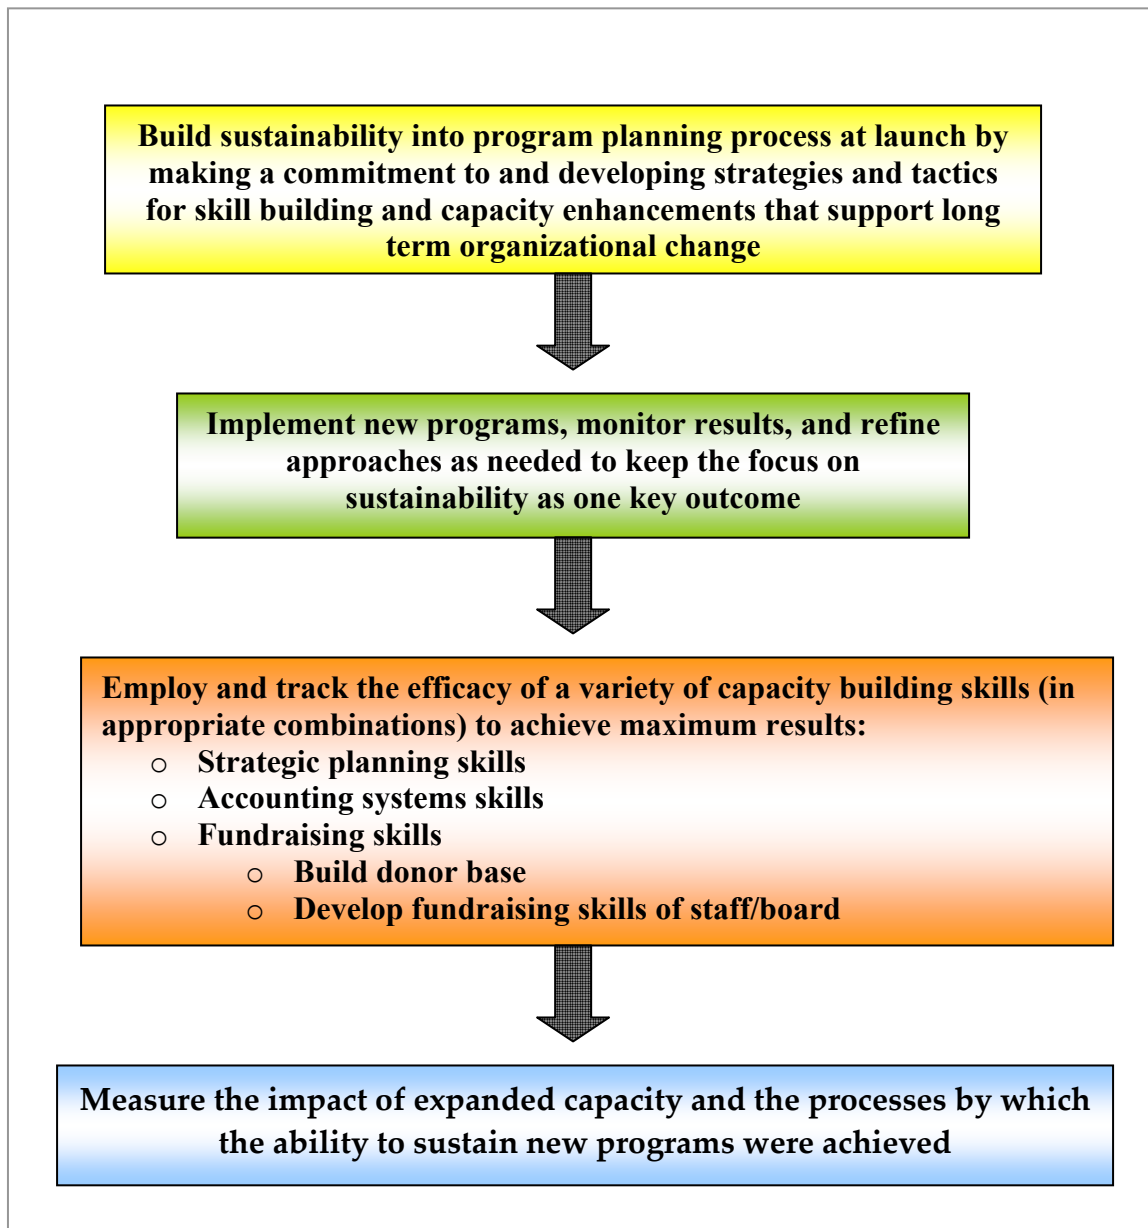 Build sustainability into program planning process at launch by
making a commitment to and developing strategies and tactics
for skill building and capacity enhancements that support long
term organizational change
Implement new programs, monitor results, and refine
approaches as needed to keep the focus on
sustainability as one key outcome
Employ and track the efficacy of a variety of capacity building skills (in
appropriate combinations) to achieve maximum results:
o Strategic planning skills
o Accounting systems skills
o Fundraising skills
o Build donor base
o Develop fundraising skills of staff/board
Measure the impact of expanded capacity and the processes by which
the ability to sustain new programs were achieved